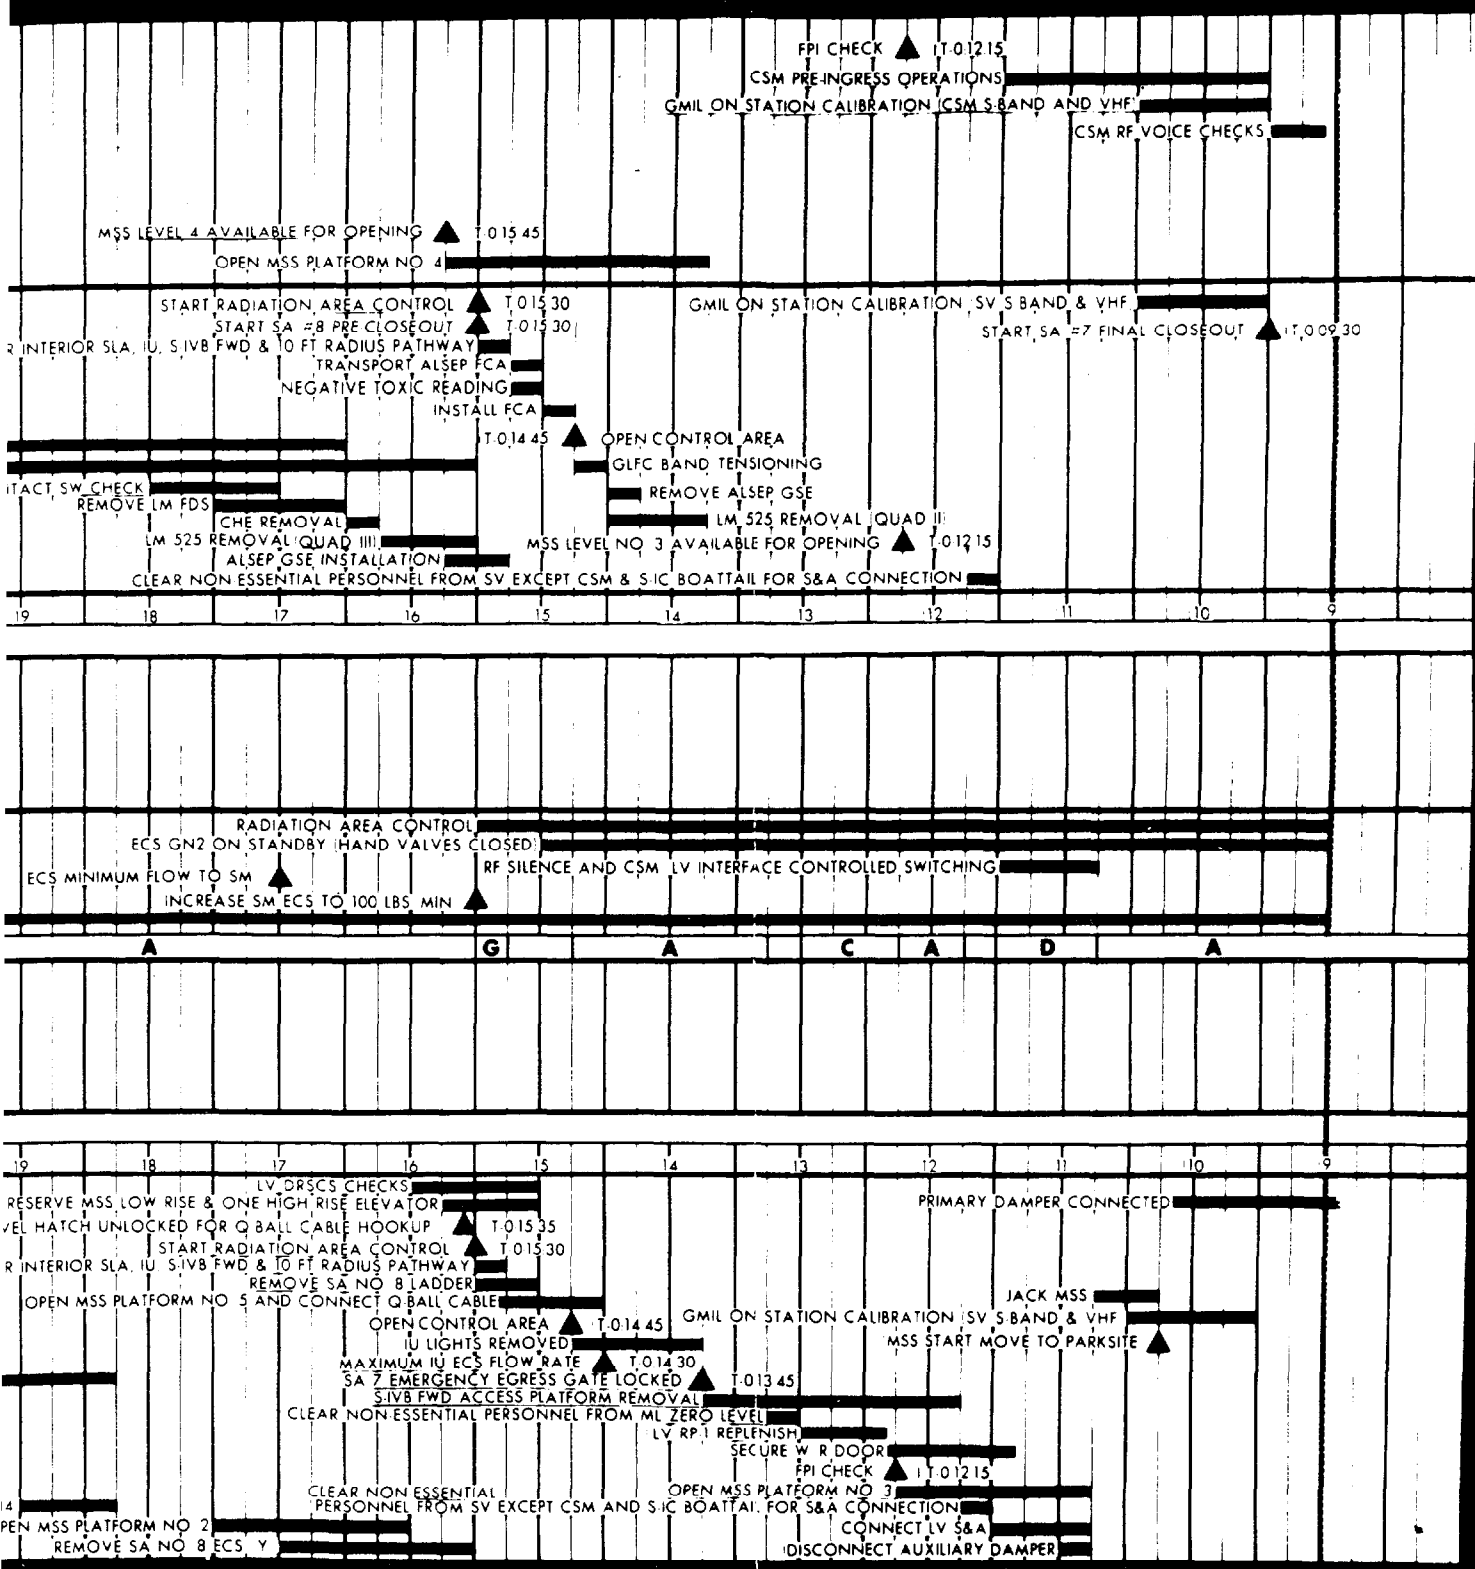 FPI CHECK T-0 12 15
CSM PRE-INGRESS OPERATIONS
GMIL ON STATION CALIBRATION (CSM S-BAND AND VHF)
CSM RF VOICE CHECKS
MSS LEVEL 4 AVAILABLE FOR OPENING T-0 15 45
OPEN MSS PLATFORM NO 4
START RADIATION AREA CONTROL T-0 15 30
GMIL ON STATION CALIBRATION (SV S BAND & VHF)
START SA #8 PRE CLOSEOUT T-0 15 30
START SA #7 FINAL CLOSEOUT T-0 09 30
R INTERIOR SLA, IU, S-IVB FWD & 10 FT RADIUS PATHWAY
TRANSPORT ALSEP FCA
NEGATIVE TOXIC READING
INSTALL FCA
T-0 14 45 OPEN CONTROL AREA
GLFC BAND TENSIONING
TACT SW CHECK
REMOVE ALSEP GSE
REMOVE LM FDS
CHE REMOVAL
LM 525 REMOVAL (QUAD II)
LM 525 REMOVAL (QUAD III)
MSS LEVEL NO 3 AVAILABLE FOR OPENING T-0 12 15
ALSEP GSE INSTALLATION
CLEAR NON-ESSENTIAL PERSONNEL FROM SV EXCEPT CSM & S-IC BOATTAIL FOR S&A CONNECTION
19 18 17 16 15 14 13 12 11 10 9
RADIATION AREA CONTROL
ECS GN2 ON STANDBY (HAND VALVES CLOSED)
RF SILENCE AND CSM LV INTERFACE CONTROLLED SWITCHING
ECS MINIMUM FLOW TO SM
INCREASE SM ECS TO 100 LBS MIN
A G A C A D A
19 18 17 16 15 14 13 12 11 10 9
LV DRSCS CHECKS
RESERVE MSS LOW RISE & ONE HIGH RISE ELEVATOR
PRIMARY DAMPER CONNECTED
VEL HATCH UNLOCKED FOR Q BALL CABLE HOOKUP T-0 15 35
START RADIATION AREA CONTROL T-0 15 30
R INTERIOR SLA, IU S-IVB FWD & 10 FT RADIUS PATHWAY
REMOVE SA NO 8 LADDER
JACK MSS
OPEN MSS PLATFORM NO 5 AND CONNECT Q-BALL CABLE
GMIL ON STATION CALIBRATION (SV S-BAND & VHF
OPEN CONTROL AREA T-0 14 45
IU LIGHTS REMOVED
MSS START MOVE TO PARKSITE
MAXIMUM IU ECS FLOW RATE T-0 14 30
SA 7 EMERGENCY EGRESS GATE LOCKED T-0 13 45
S-IVB FWD ACCESS PLATFORM REMOVAL
CLEAR NON-ESSENTIAL PERSONNEL FROM ML ZERO LEVEL
LV RP-1 REPLENISH
SECURE W R DOOR
FPI CHECK T-0 12 15
OPEN MSS PLATFORM NO 3
CLEAR NON ESSENTIAL
PERSONNEL FROM SV EXCEPT CSM AND S-IC BOATTAIL FOR S&A CONNECTION
14
PEN MSS PLATFORM NO 2
CONNECT LV S&A
REMOVE SA NO 8 ECS Y
DISCONNECT AUXILIARY DAMPER